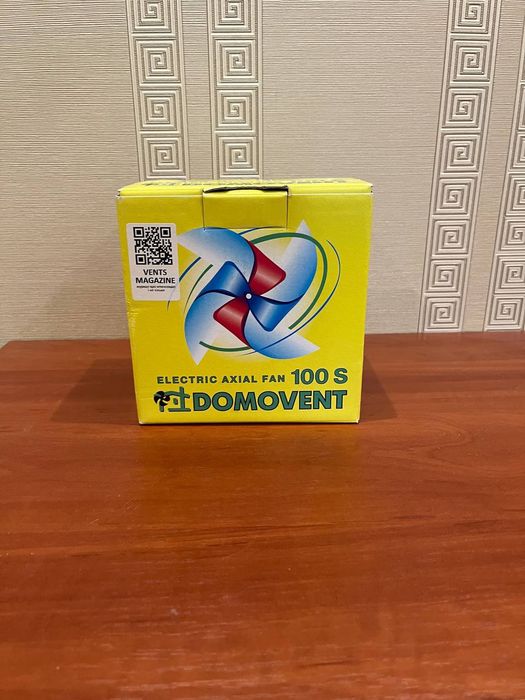 VENTS
MAGAZINE
ELECTRIC AXIAL FAN 100 S
DOMOVENT